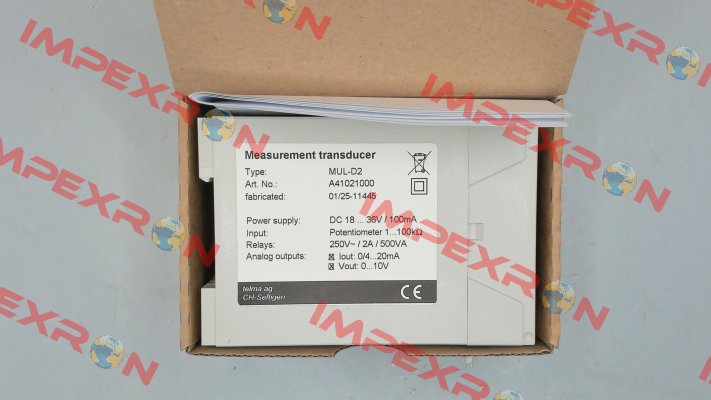 IMPEXRON
IMPEXRON
IMPEXRON
IMPEXRON
IMPEXRON
IMPEXRON
IMPEXRON
Measurement transducer
Type: MUL-D2
Art. No.: A41021000
fabricated: 01/25-11445
Power supply: DC 18 ... 36V / 100mA
Input: Potentiometer 1...100kΩ
Relays: 250V~ / 2A / 500VA
Analog outputs: ☒ Iout: 0/4...20mA
☒ Vout: 0...10V
telma ag
CH-Seftigen
CE